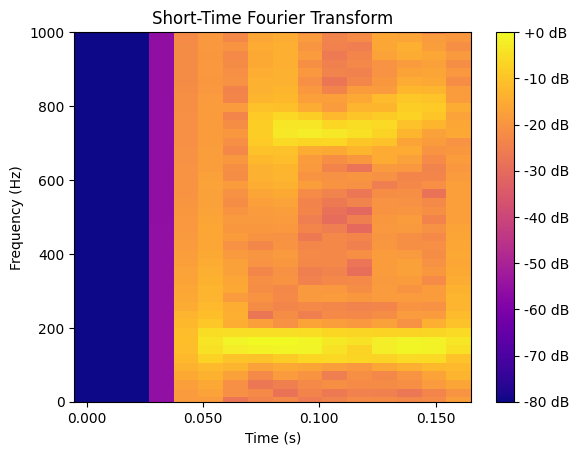 Short-Time Fourier Transform
1000
800
600
400
200
0
Frequency (Hz)
0.000
0.050
0.100
0.150
Time (s)
+0 dB
-10 dB
-20 dB
-30 dB
-40 dB
-50 dB
-60 dB
-70 dB
-80 dB